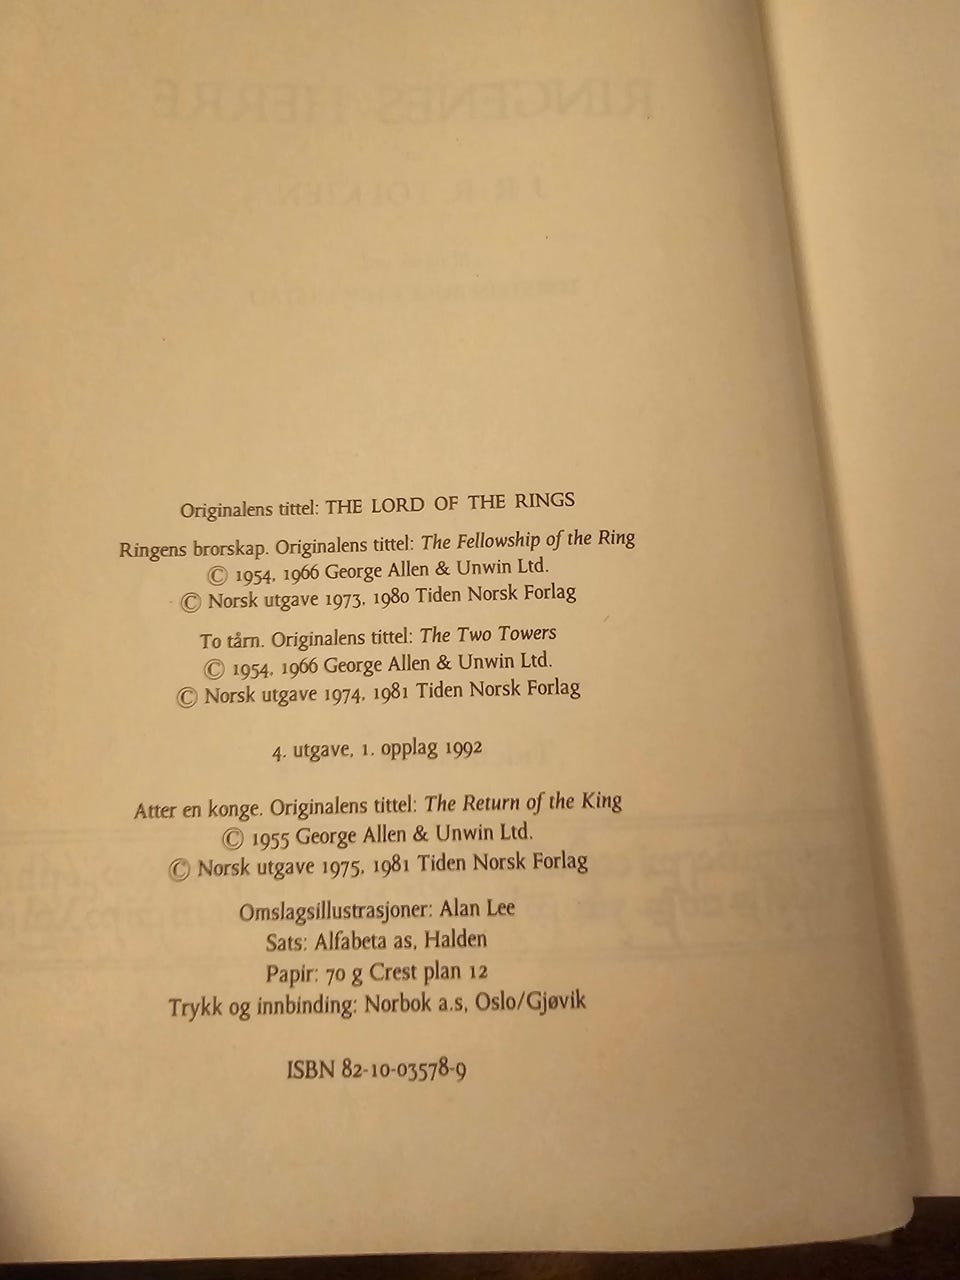 RINGENES HERRE
J. R. R. TOLKIEN
Originalens tittel: THE LORD OF THE RINGS
Ringens brorskap. Originalens tittel: The Fellowship of the Ring
© 1954, 1966 George Allen & Unwin Ltd.
© Norsk utgave 1973, 1980 Tiden Norsk Forlag
To tårn. Originalens tittel: The Two Towers
© 1954, 1966 George Allen & Unwin Ltd.
© Norsk utgave 1974, 1981 Tiden Norsk Forlag
4. utgave, 1. opplag 1992
Atter en konge. Originalens tittel: The Return of the King
© 1955 George Allen & Unwin Ltd.
© Norsk utgave 1975, 1981 Tiden Norsk Forlag
Omslagsillustrasjoner: Alan Lee
Sats: Alfabeta as, Halden
Papir: 70 g Crest plan 12
Trykk og innbinding: Norbok a.s, Oslo/Gjøvik
ISBN 82-10-03578-9